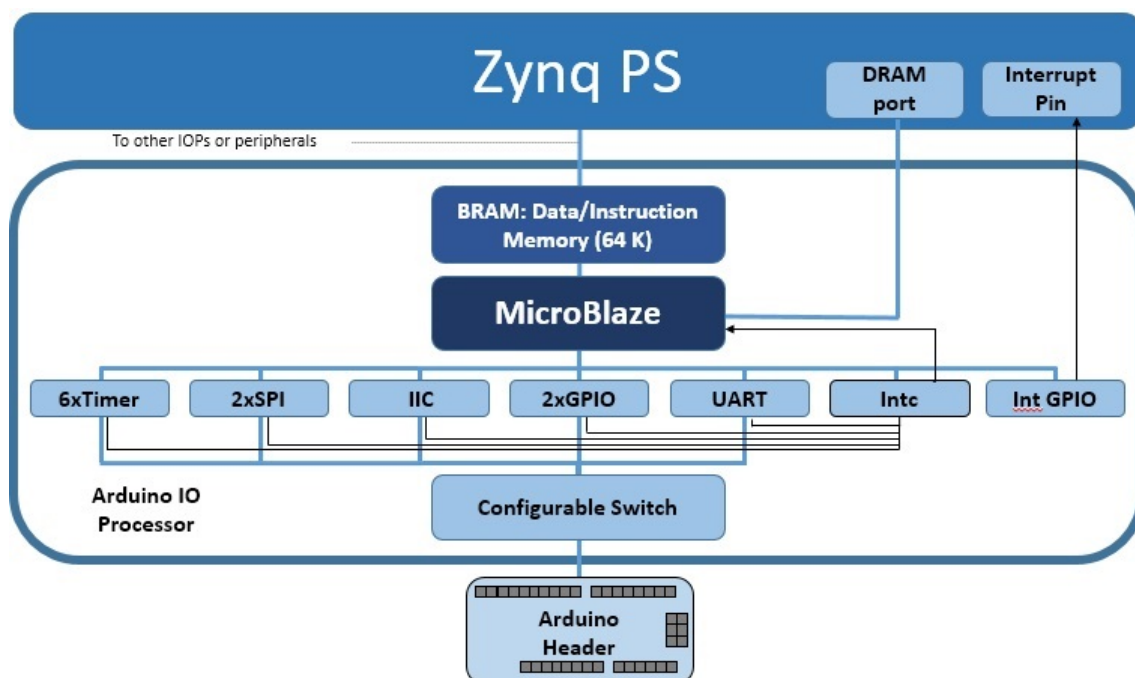 Zynq PS
DRAM
port
Interrupt
Pin
To other IOPs or peripherals
BRAM: Data/Instruction
Memory (64 K)
MicroBlaze
6xTimer
2xSPI
IIC
2xGPIO
UART
Intc
Int GPIO
Arduino IO
Processor
Configurable Switch
Arduino
Header